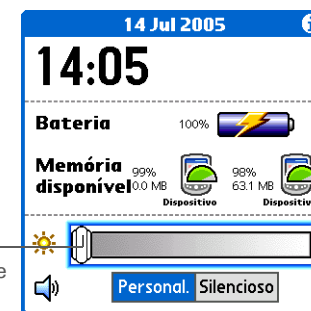 14 Jul 2005
14:05
Bateria 100%
Memória 99% 98%
disponível 0.0 MB 63.1 MB
Dispositivo Dispositiv
e
Personal. Silencioso